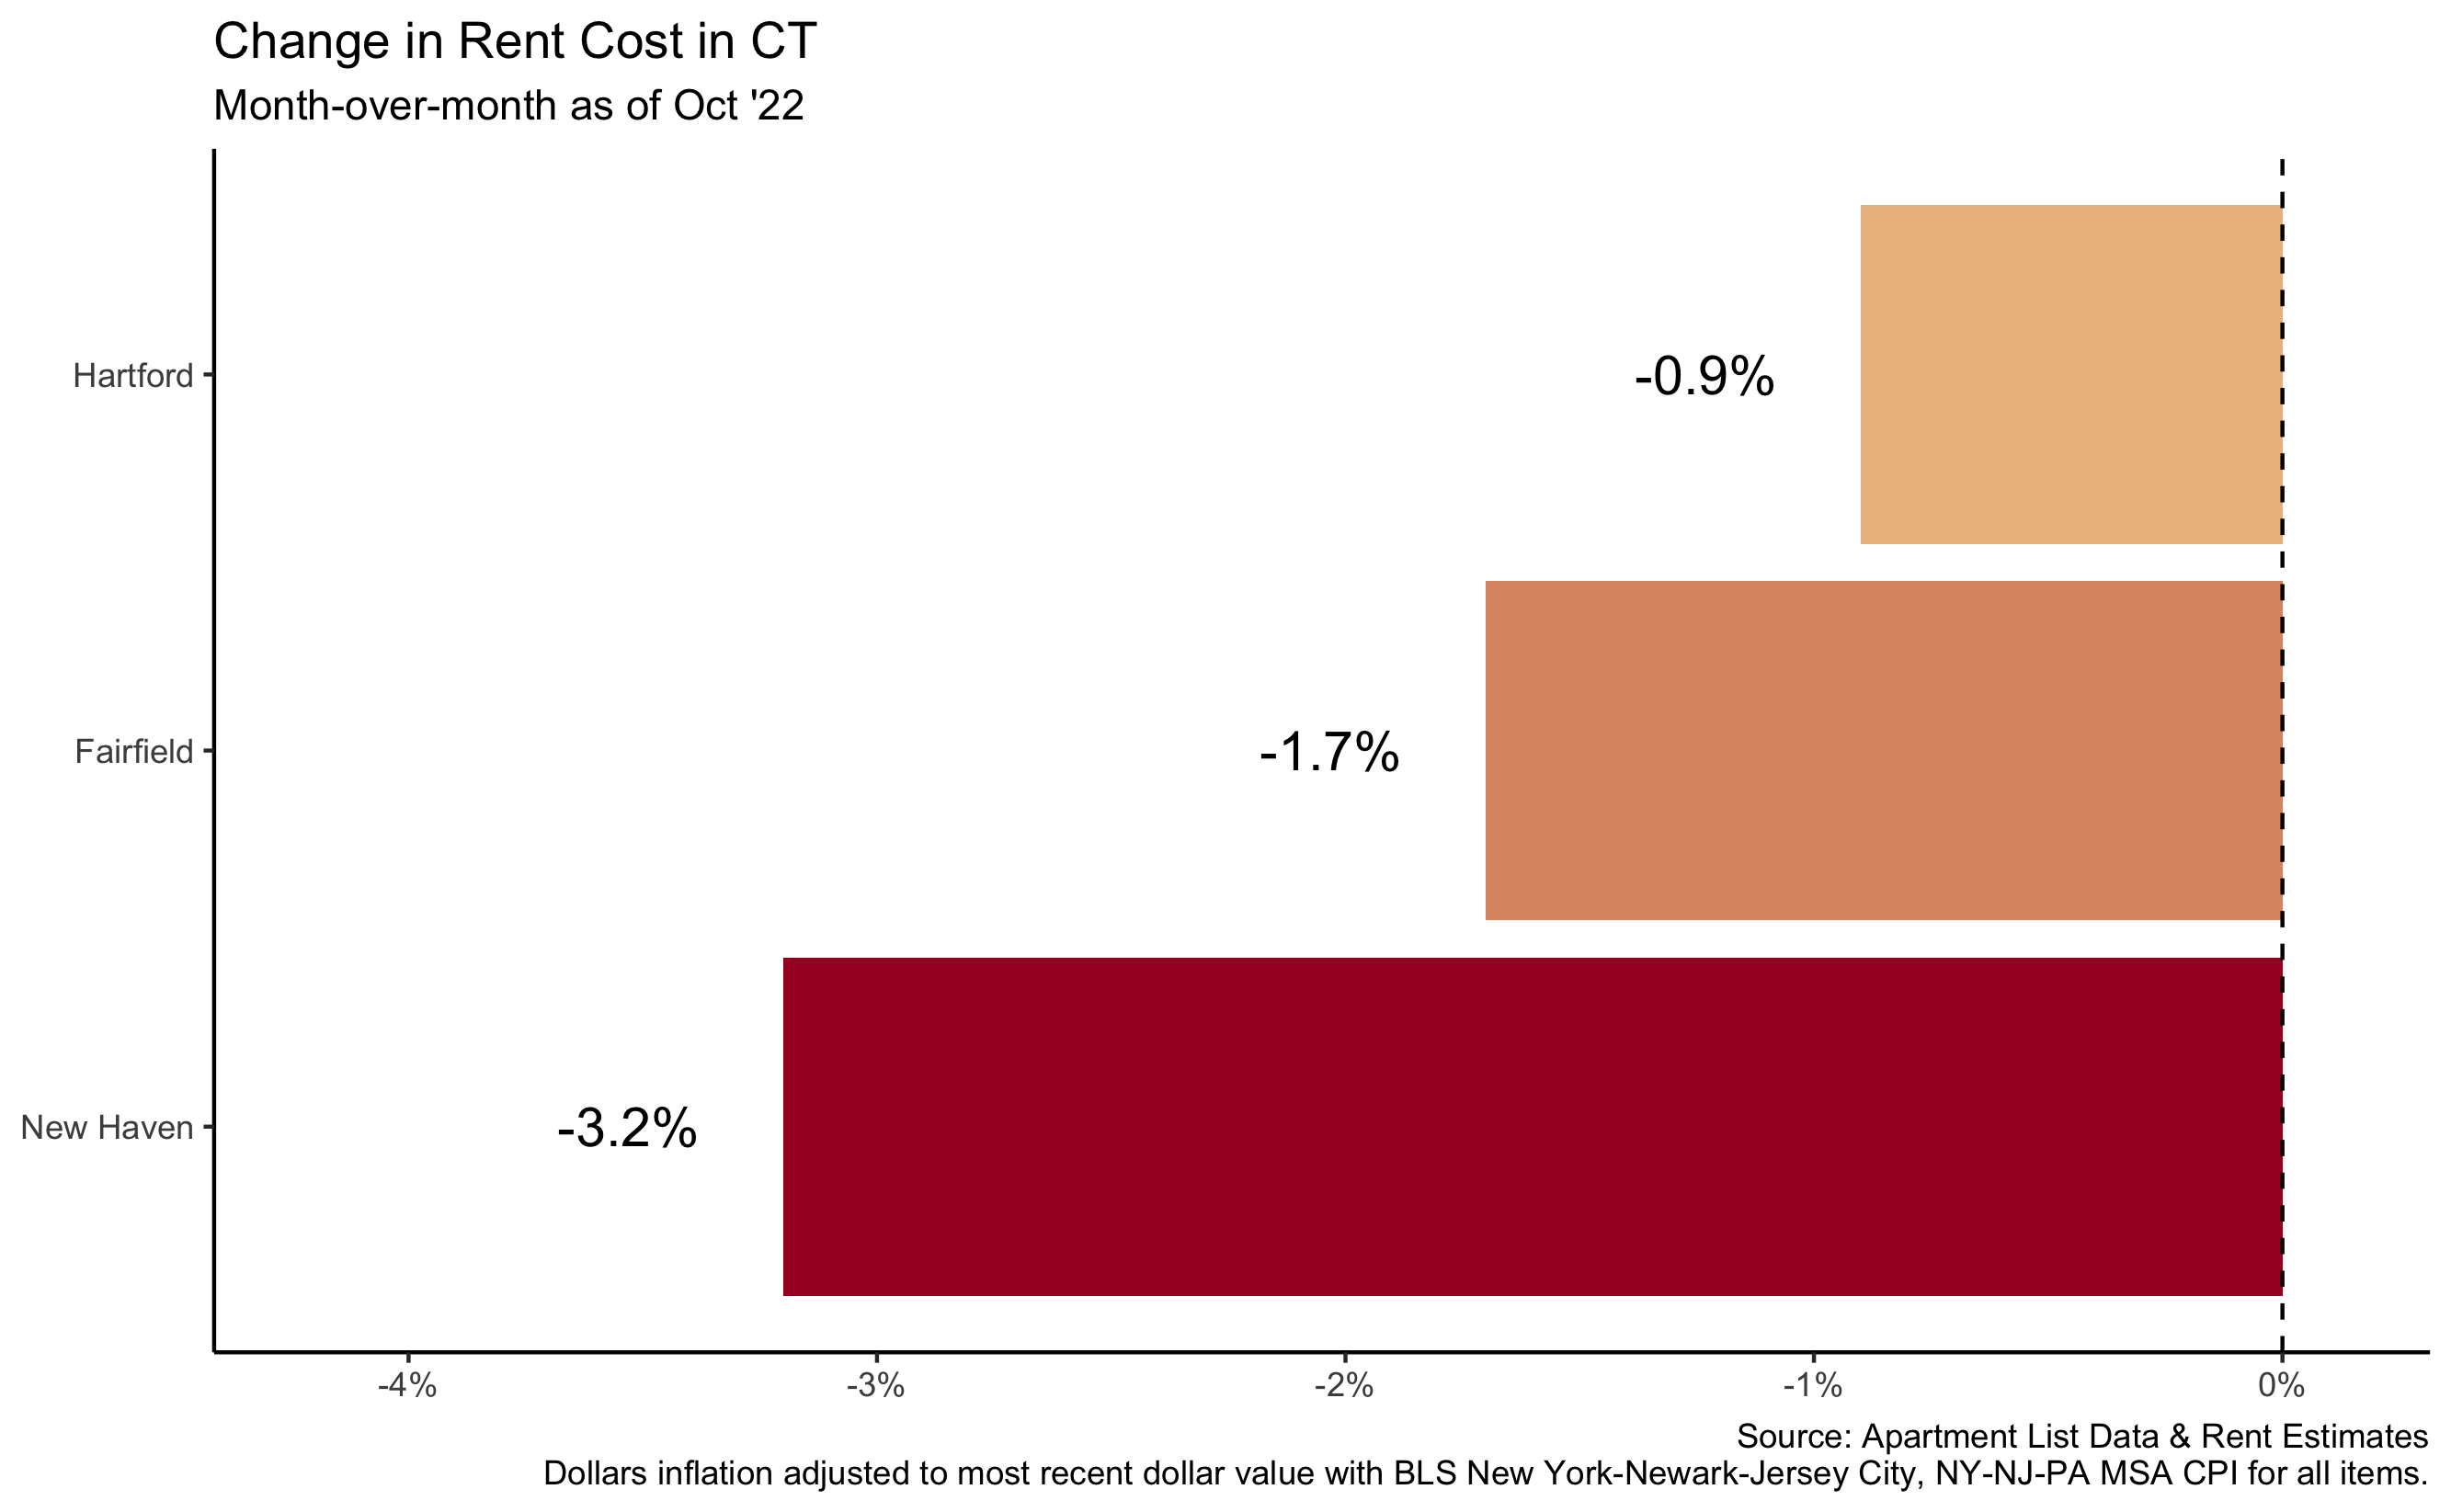 Change in Rent Cost in CT
Month-over-month as of Oct '22
Hartford
-0.9%
Fairfield
-1.7%
New Haven
-3.2%
-4%
-3%
-2%
-1%
0%
Source: Apartment List Data & Rent Estimates
Dollars inflation adjusted to most recent dollar value with BLS New York-Newark-Jersey City, NY-NJ-PA MSA CPI for all items.